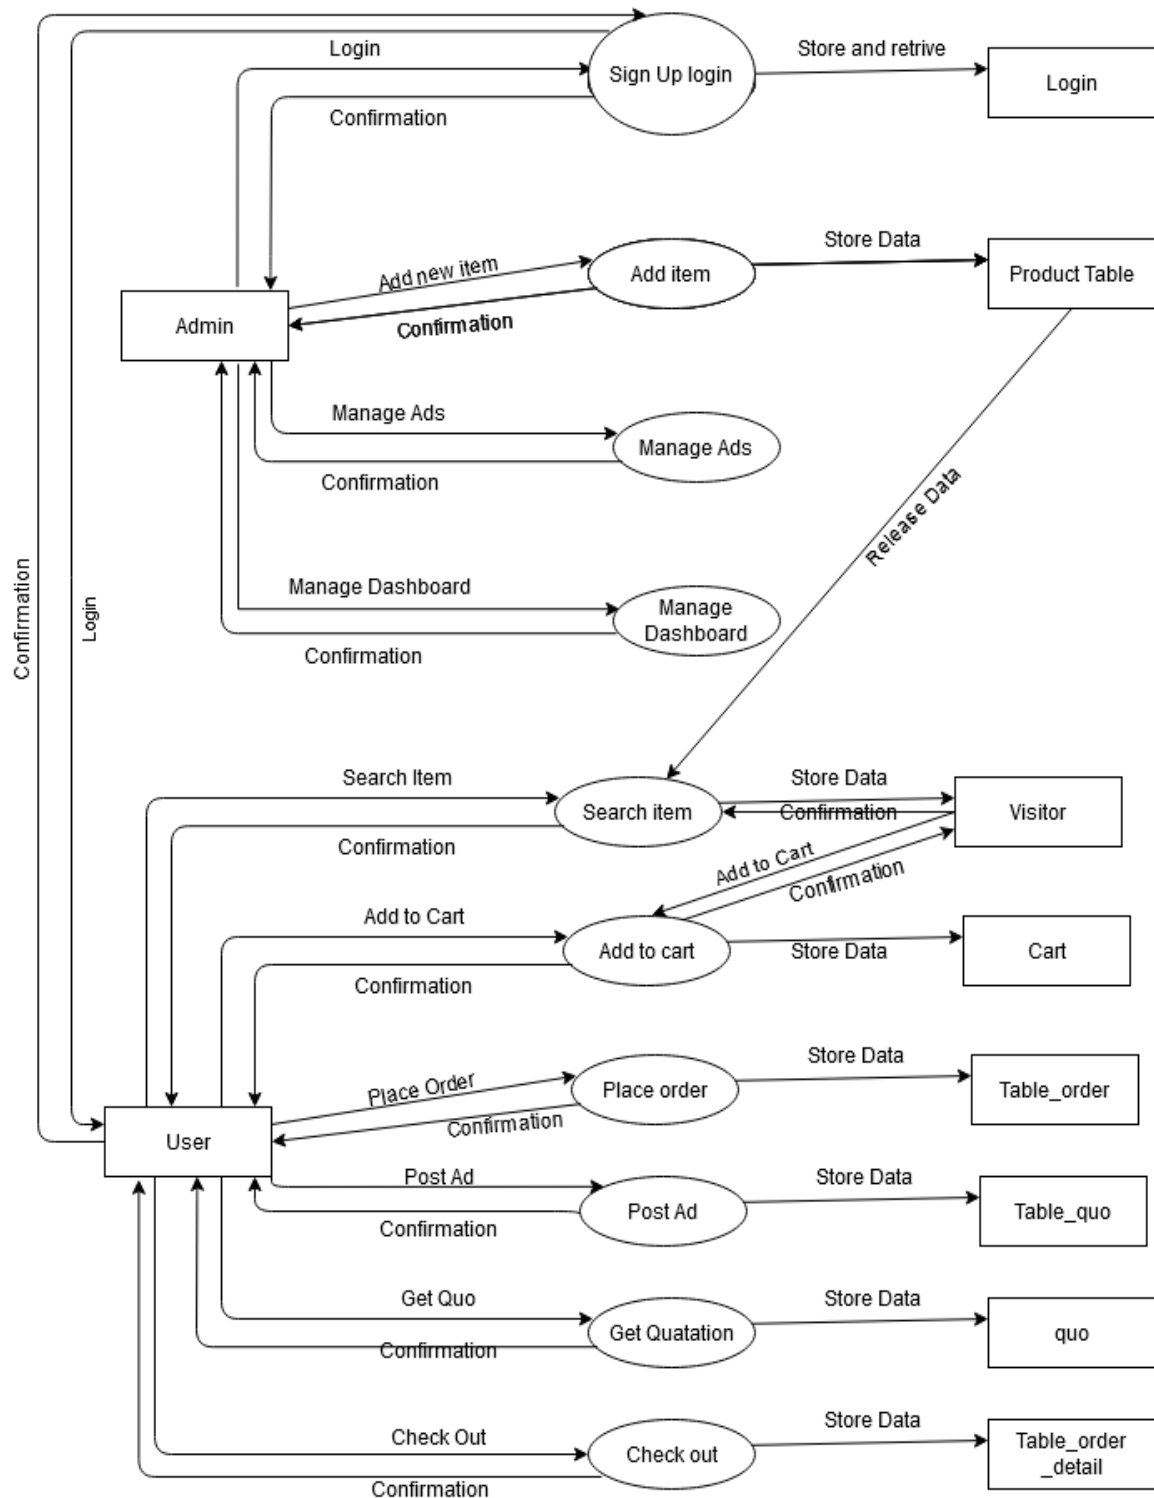 Login
Store and retrive
Sign Up login
Login
Confirmation
Store Data
Add new item
Add item
Product Table
Admin
Confirmation
Manage Ads
Manage Ads
Confirmation
Release Data
Confirmation
Login
Manage Dashboard
Manage
Dashboard
Confirmation
Search Item
Store Data
Search item
Confirmation
Visitor
Confirmation
Add to Cart
Confirmation
Add to Cart
Add to cart
Store Data
Cart
Confirmation
Store Data
Place Order
Place order
Table_order
Confirmation
User
Post Ad
Store Data
Post Ad
Table_quo
Confirmation
Get Quo
Store Data
Get Quatation
quo
Confirmation
Store Data
Check Out
Check out
Table_order
_detail
Confirmation